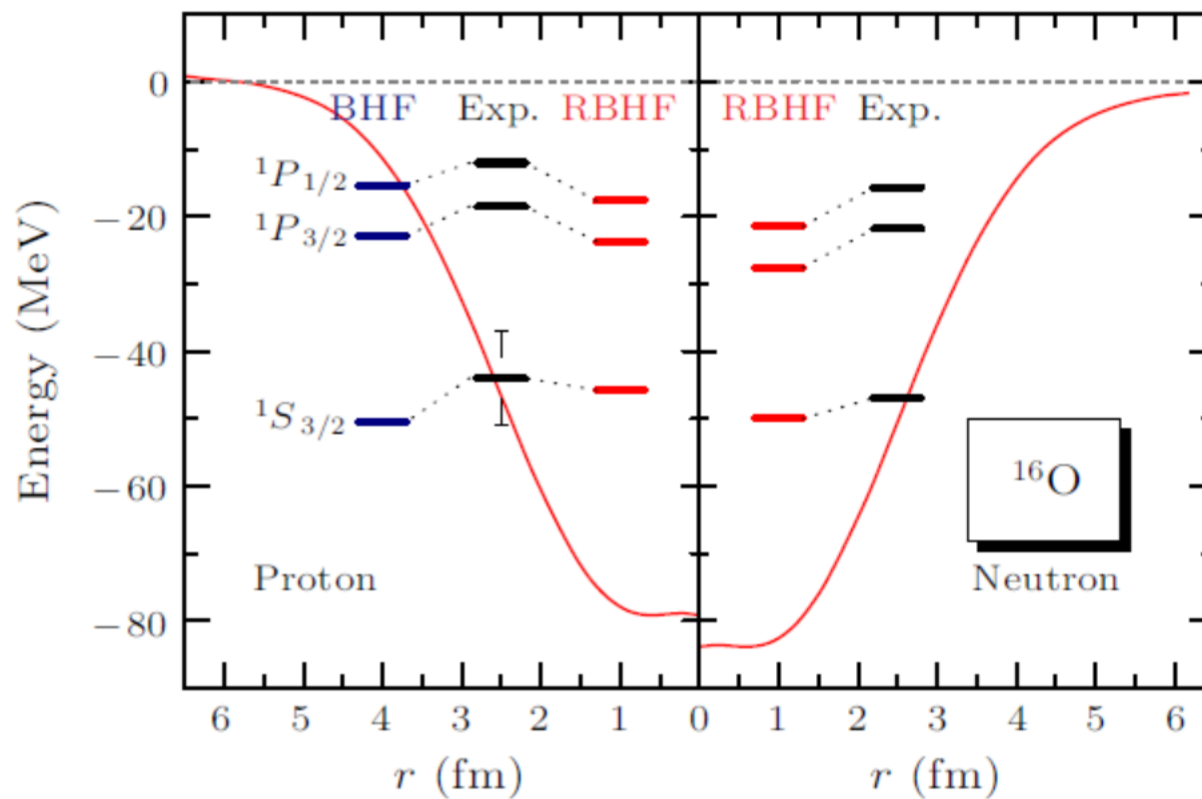 0
−20
−40
−60
−80
Energy (MeV)
BHF Exp. RBHF
RBHF Exp.
¹P₁/₂
¹P₃/₂
¹S₃/₂
¹⁶O
Proton
Neutron
6 5 4 3 2 1 0 1 2 3 4 5 6
r (fm)
r (fm)